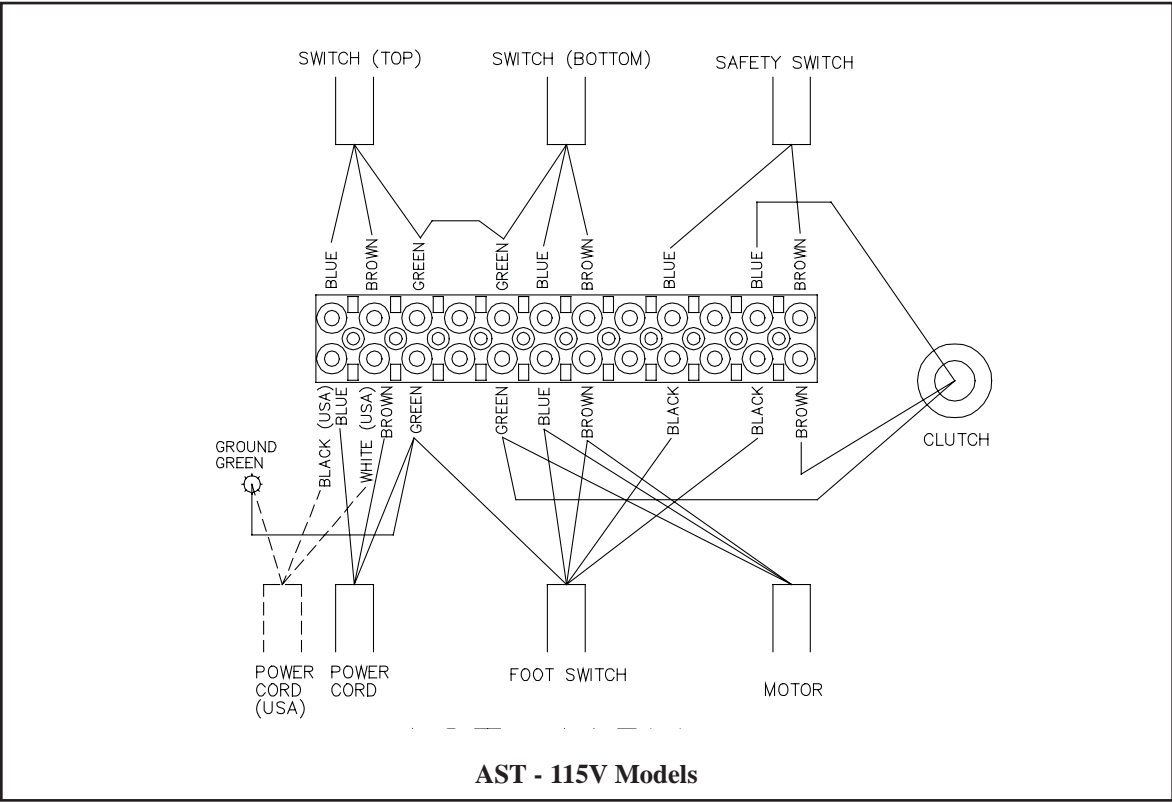 SWITCH (TOP)
SWITCH (BOTTOM)
SAFETY SWITCH
BLUE
BROWN
GREEN
GREEN
BLUE
BROWN
BLUE
BLUE
BROWN
BLACK (USA)
BLUE
WHITE (USA)
BROWN
GREEN
GREEN
BLUE
BROWN
BLACK
BLACK
BROWN
CLUTCH
GROUND
GREEN
POWER
CORD
(USA)
POWER
CORD
FOOT SWITCH
MOTOR
AST - 115V Models